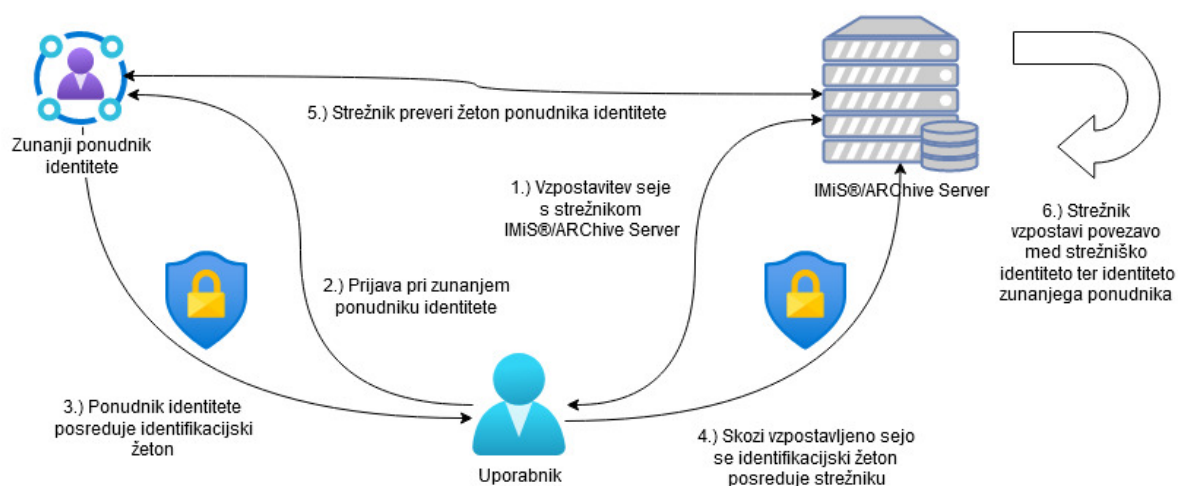 Zunanji ponudnik
identitete
5.) Strežnik preveri žeton ponudnika identitete
IMiS®/ARChive Server
1.) Vzpostavitev seje
s strežnikom
IMiS®/ARChive Server
2.) Prijava pri zunanjem
ponudniku identitete
3.) Ponudnik identitete
posreduje identifikacijski
žeton
Uporabnik
4.) Skozi vzpostavljeno sejo
se identifikacijski žeton
posreduje strežniku
6.) Strežnik
vzpostavi povezavo
med strežniško
identiteto ter identiteto
zunanjega ponudnika